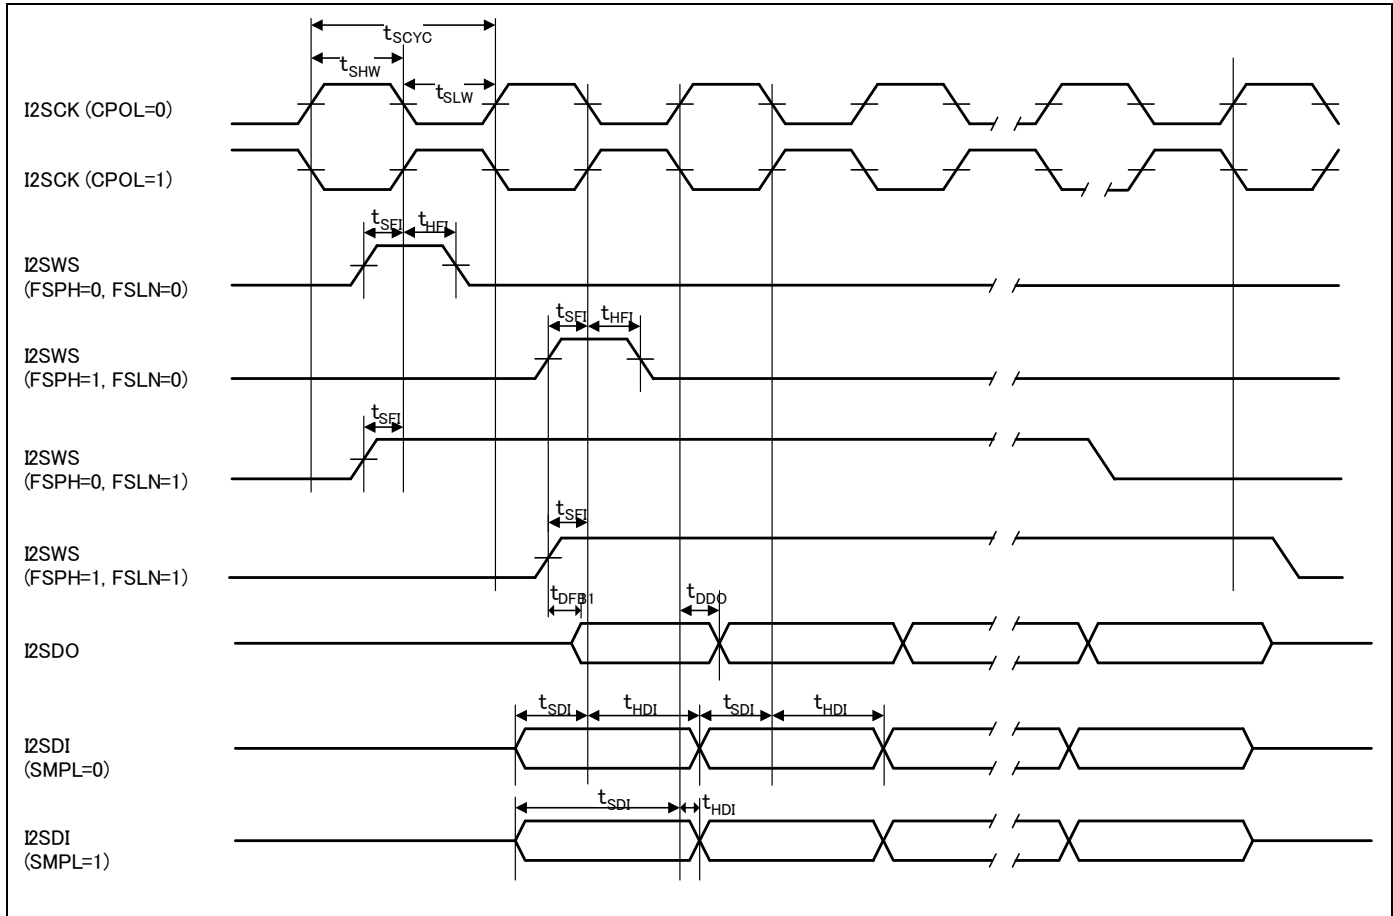 tSCYC
tSHW
tSLW
I2SCK (CPOL=0)
I2SCK (CPOL=1)
tSFI
tHFI
I2SWS
(FSPH=0, FSLN=0)
tSFI
tHFI
I2SWS
(FSPH=1, FSLN=0)
tSFI
I2SWS
(FSPH=0, FSLN=1)
tSFI
I2SWS
(FSPH=1, FSLN=1)
tDFB1
tDDO
I2SDO
tSDI
tHDI
tSDI
tHDI
I2SDI
(SMPL=0)
tSDI
tHDI
I2SDI
(SMPL=1)